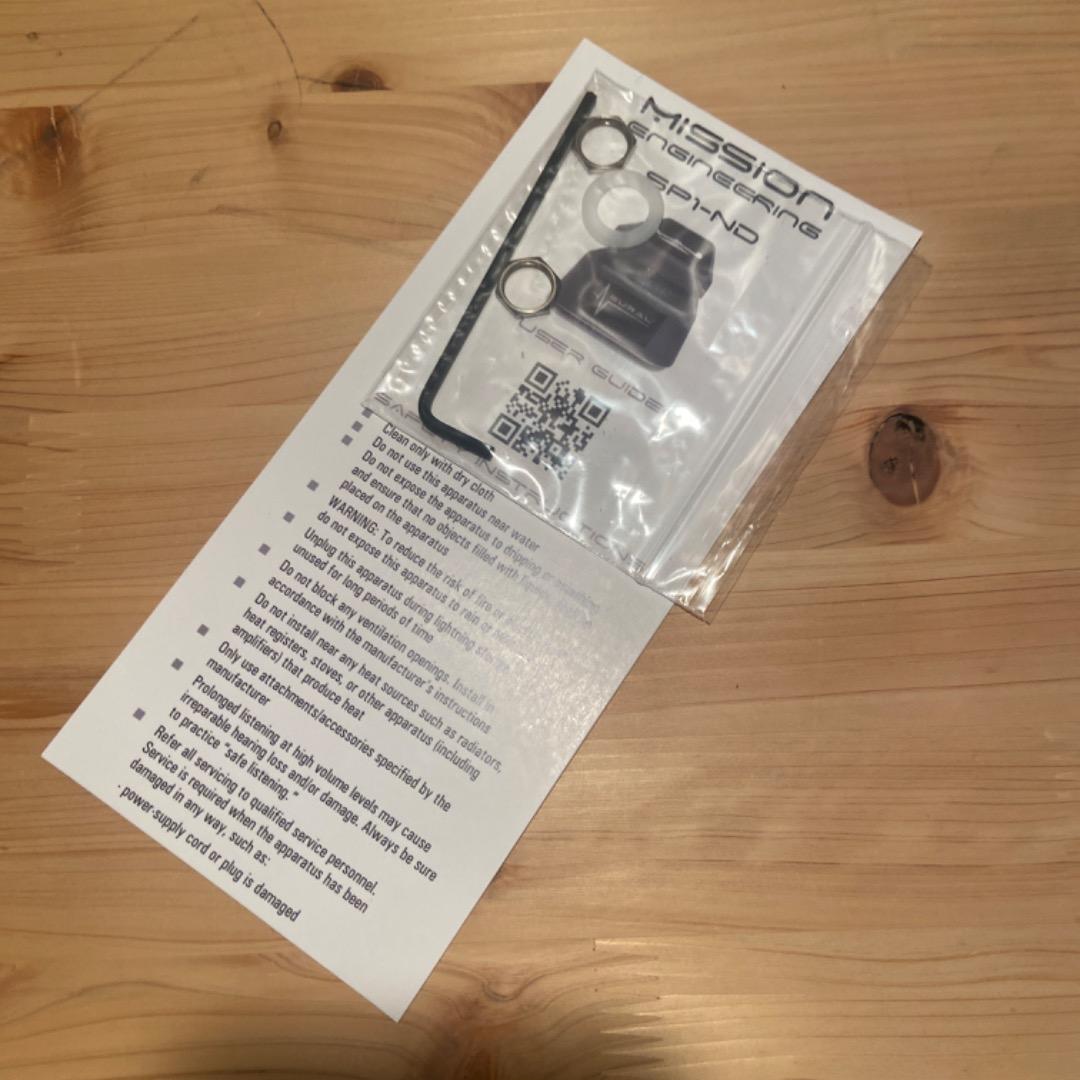 MISSION
ENGINEERING
SP1-ND
USER GUIDE
Clean only with dry cloth
Do not use this apparatus near water
Do not expose the apparatus to dripping or splashing
and ensure that no objects filled with
placed on the apparatus
WARNING: To reduce the risk of fire or
do not expose this apparatus to rain or
Unplug this apparatus during lightning storms
unused for long periods of time
Do not block any ventilation openings. Install in
accordance with the manufacturer's instructions
Do not install near any heat sources such as radiators,
heat registers, stoves, or other apparatus (including
amplifiers) that produce heat
Only use attachments/accessories specified by the
manufacturer
Prolonged listening at high volume levels may cause
irreparable hearing loss and/or damage. Always be sure
to practice "safe listening."
Refer all servicing to qualified service personnel.
Service is required when the apparatus has been
damaged in any way, such as:
· power-supply cord or plug is damaged